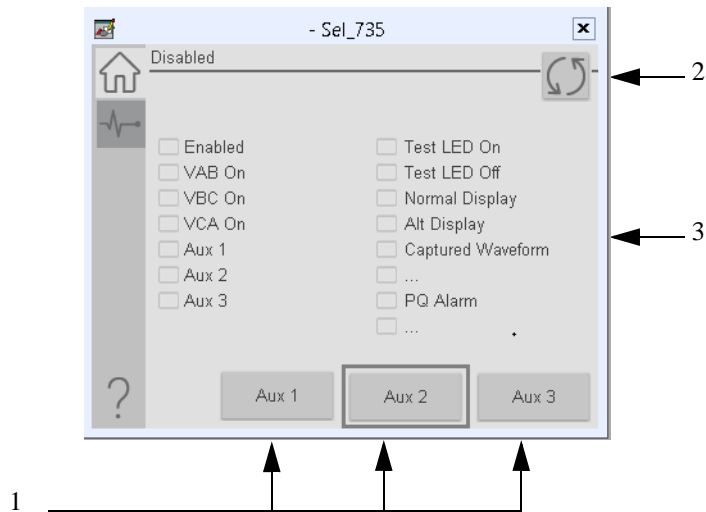 - Sel_735
Disabled
2
Enabled
Test LED On
VAB On
Test LED Off
VBC On
Normal Display
VCA On
Alt Display
3
Aux 1
Captured Waveform
Aux 2
...
Aux 3
PQ Alarm
...
?
Aux 1
Aux 2
Aux 3
1